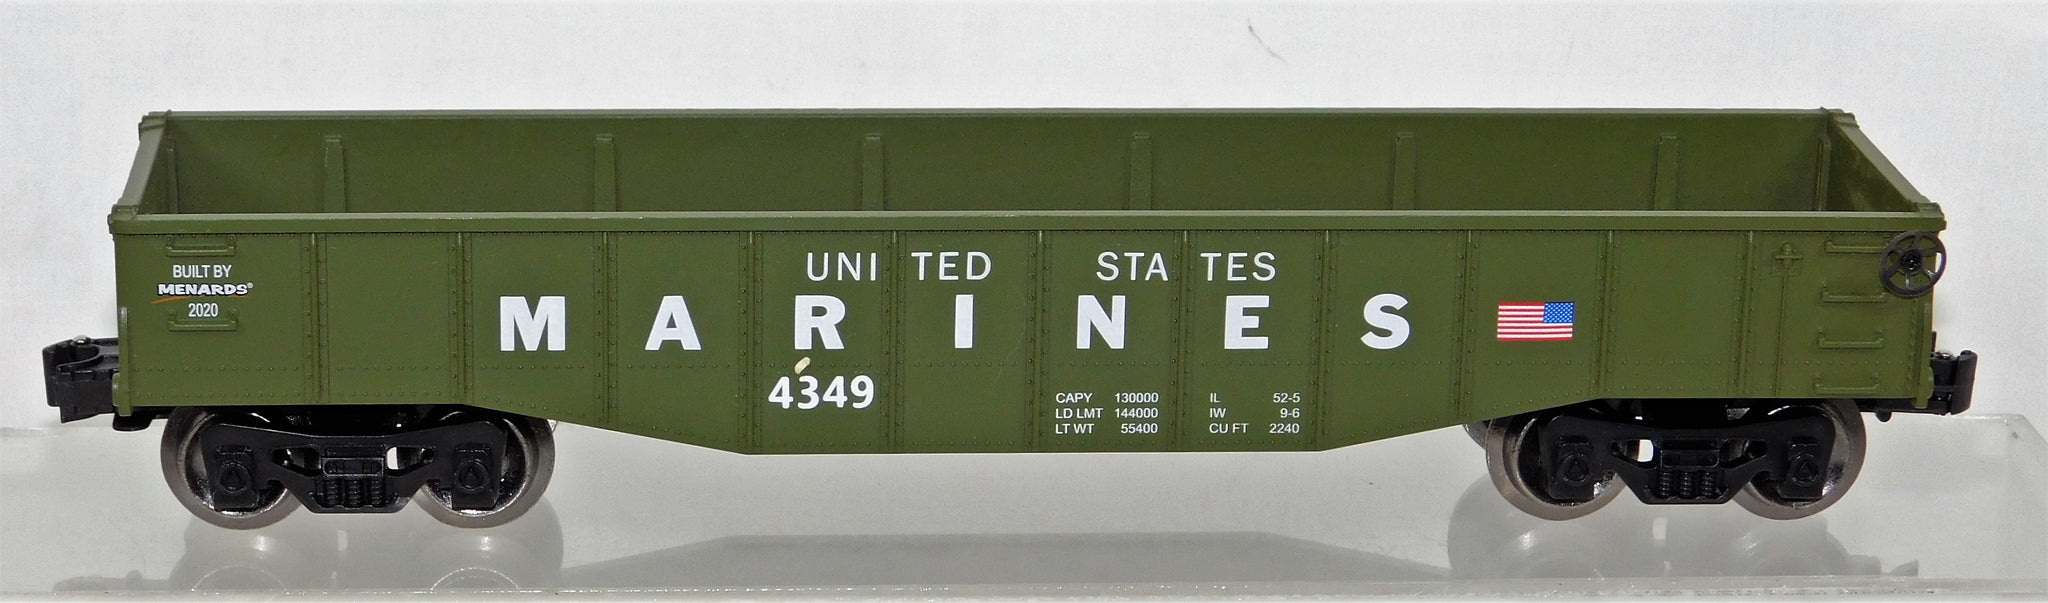 UNITED STATES
BUILT BY
MENARDS®
2020
MARINES
4349
CAPY 130000 IL 52-5
LD LMT 144000 IW 9-6
LT WT 55400 CU FT 2240